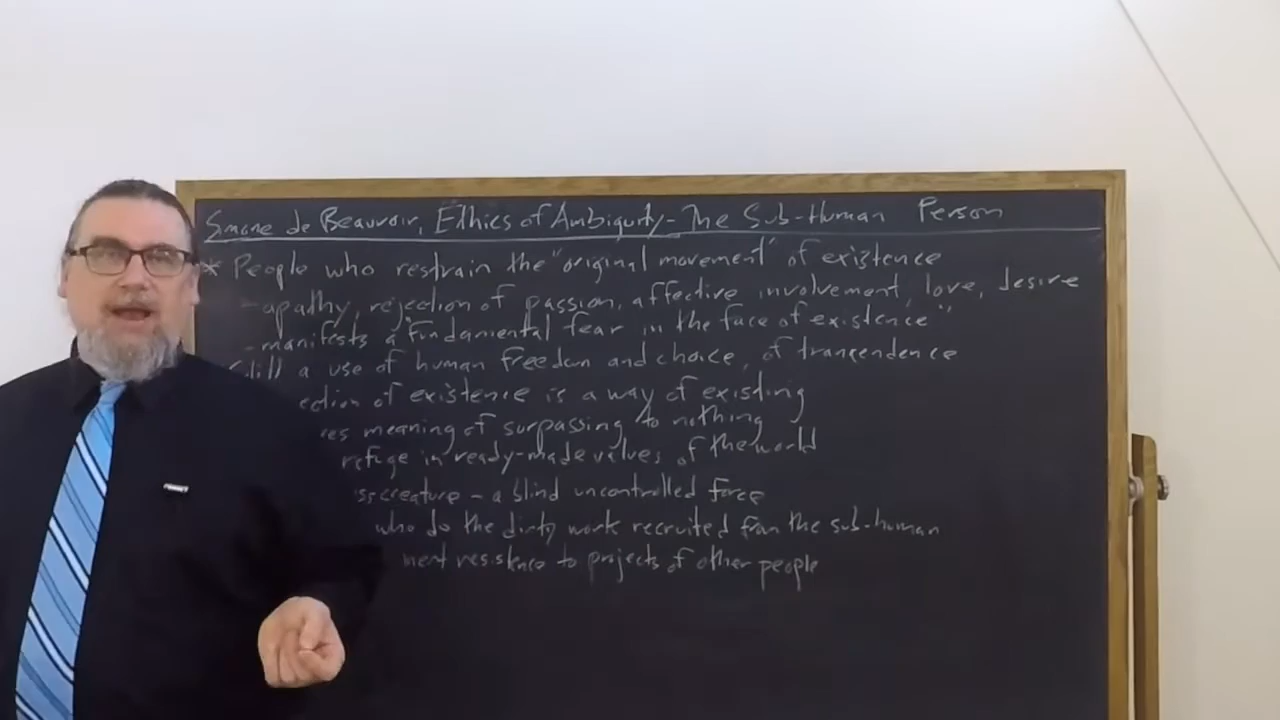 Simone de Beauvoir, Ethics of Ambiguity - The Sub-Human Person
* People who restrain the "original movement" of existence
- apathy, rejection of passion, affective involvement, love, desire
- manifests a "fundamental fear in the face of existence"
Still a use of human freedom and choice, of trancendence
ection of existence is a way of existing
res meaning of surpassing to nothing
refuge in ready-made values of the world
ss creature - a blind uncontrolled force
who do the dirty work recruited from the sub-human
nert resistence to projects of other people